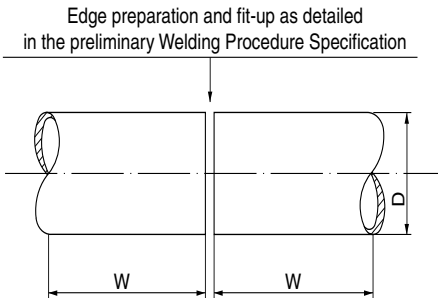 Edge preparation and fit-up as detailed
in the preliminary Welding Procedure Specification
D
W W